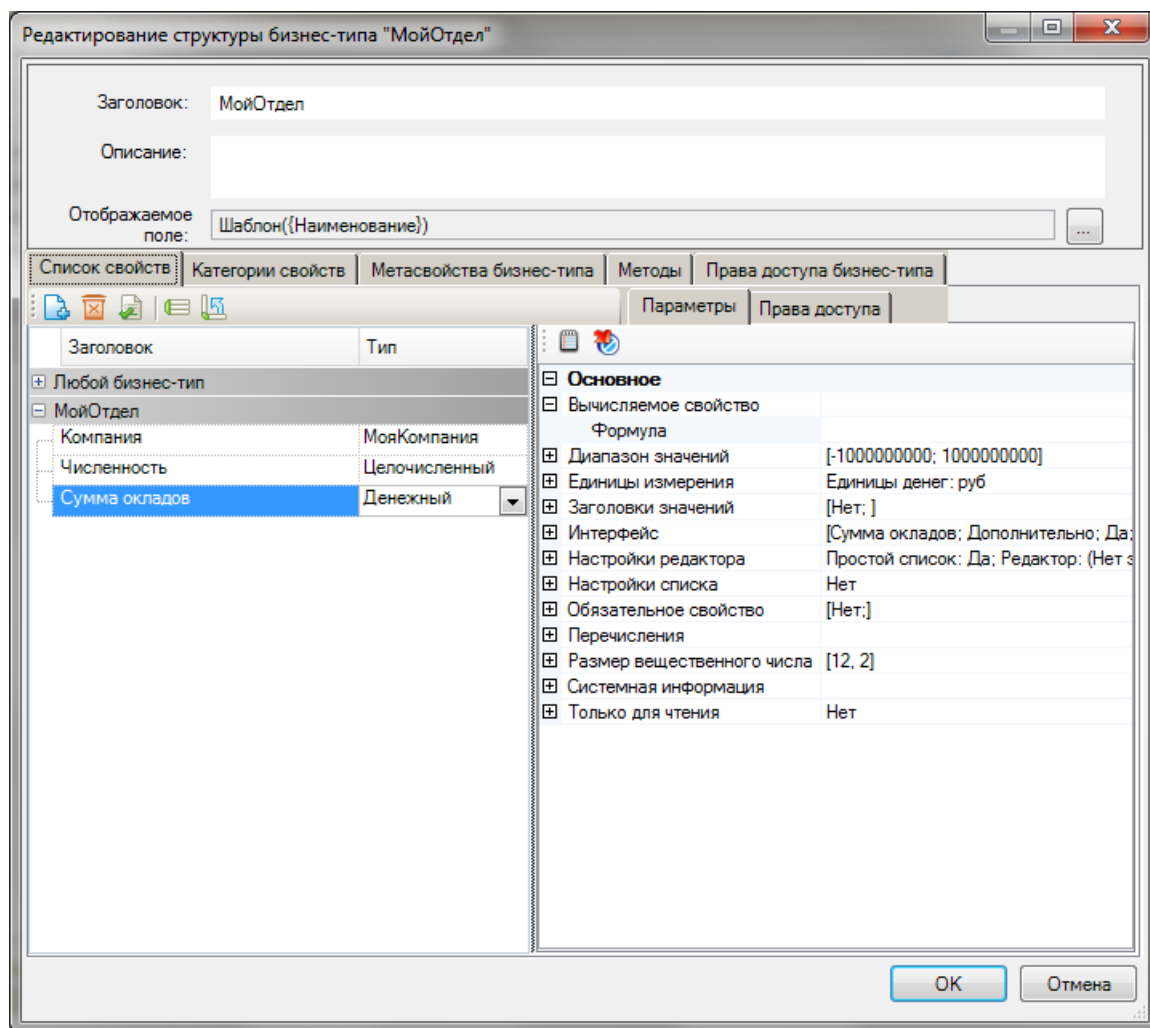 Редактирование структуры бизнес-типа "МойОтдел"
Заголовок: МойОтдел
Описание:
Отображаемое
поле: Шаблон({Наименование}) ...
Список свойств Категории свойств Метасвойства бизнес-типа Методы Права доступа бизнес-типа
Параметры Права доступа
Заголовок Тип
Любой бизнес-тип
МойОтдел
Компания МояКомпания
Численность Целочисленный
Сумма окладов Денежный
Основное
Вычисляемое свойство
Формула
Диапазон значений [-1000000000; 1000000000]
Единицы измерения Единицы денег: руб
Заголовки значений [Нет; ]
Интерфейс [Сумма окладов; Дополнительно; Да;
Настройки редактора Простой список: Да; Редактор: (Нет з
Настройки списка Нет
Обязательное свойство [Нет;]
Перечисления
Размер вещественного числа [12, 2]
Системная информация
Только для чтения Нет
OK Отмена